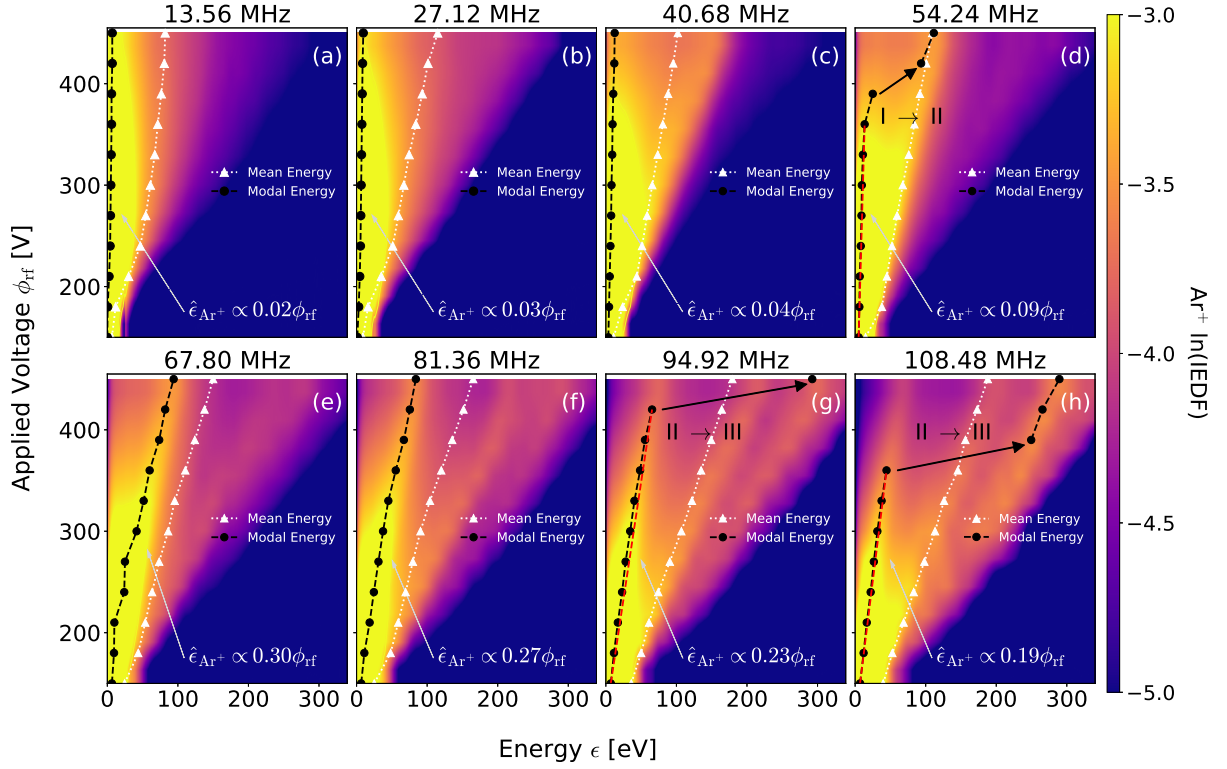 13.56 MHz 27.12 MHz 40.68 MHz 54.24 MHz
(a) (b) (c) (d)
I → II
Mean Energy
Modal Energy
Mean Energy
Modal Energy
Mean Energy
Modal Energy
Mean Energy
Modal Energy
ϵ̂Ar⁺ ∝ 0.02ϕrf
ϵ̂Ar⁺ ∝ 0.03ϕrf
ϵ̂Ar⁺ ∝ 0.04ϕrf
ϵ̂Ar⁺ ∝ 0.09ϕrf
400
300
200
67.80 MHz 81.36 MHz 94.92 MHz 108.48 MHz
(e) (f) (g) (h)
II → III
II → III
Mean Energy
Modal Energy
Mean Energy
Modal Energy
Mean Energy
Modal Energy
Mean Energy
Modal Energy
ϵ̂Ar⁺ ∝ 0.30ϕrf
ϵ̂Ar⁺ ∝ 0.27ϕrf
ϵ̂Ar⁺ ∝ 0.23ϕrf
ϵ̂Ar⁺ ∝ 0.19ϕrf
400
300
200
0 100 200 300 0 100 200 300 0 100 200 300 0 100 200 300
Applied Voltage ϕrf [V]
Energy ϵ [eV]
−3.0
−3.5
−4.0
−4.5
−5.0
Ar⁺ ln(IEDF)